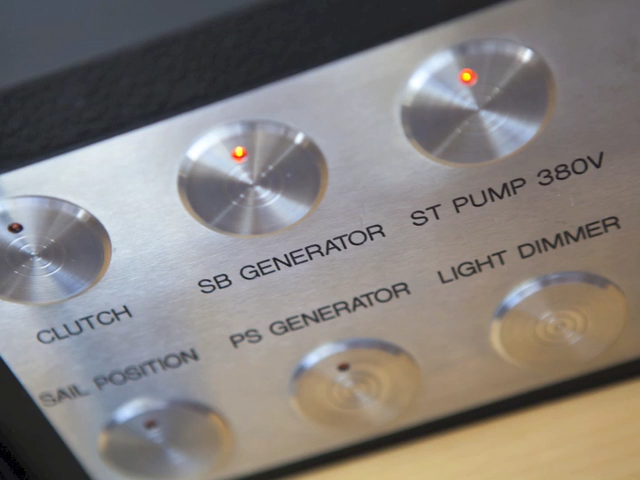 CLUTCH
SB GENERATOR
ST PUMP 380V
SAIL POSITION
PS GENERATOR
LIGHT DIMMER